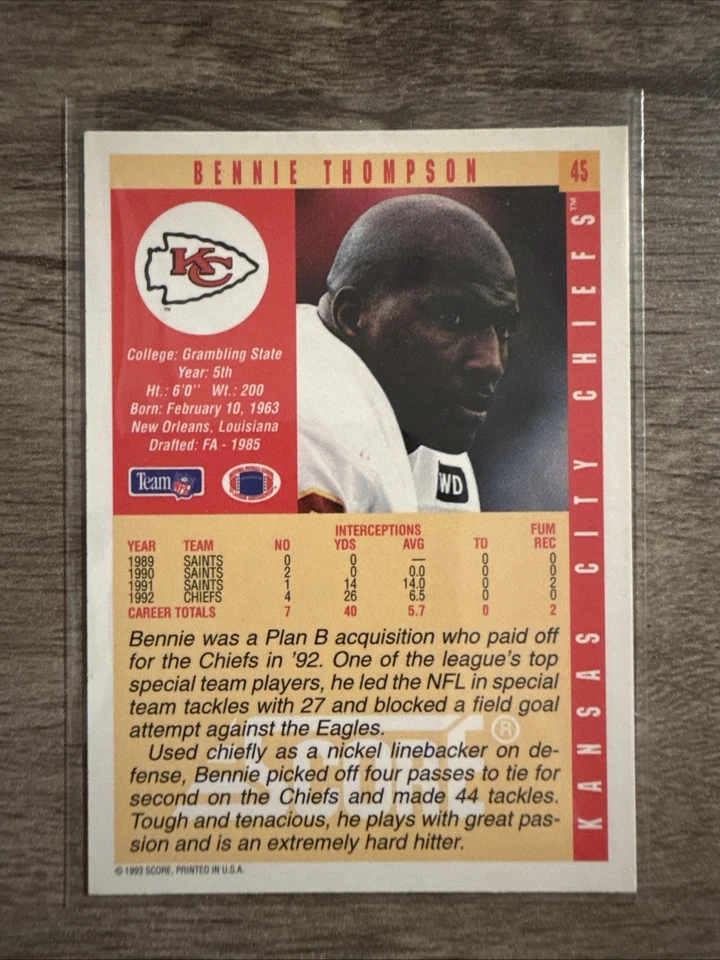 BENNIE THOMPSON
45
KANSAS CITY CHIEFS™
KC
TM
College: Grambling State
Year: 5th
Ht.: 6'0" Wt.: 200
Born: February 10, 1963
New Orleans, Louisiana
Drafted: FA - 1985
Team NFL
WD
INTERCEPTIONS FUM
YEAR TEAM NO YDS AVG TD REC
1989 SAINTS 0 0 — 0 0
1990 SAINTS 2 0 0.0 0 0
1991 SAINTS 1 14 14.0 0 2
1992 CHIEFS 4 26 6.5 0 0
CAREER TOTALS 7 40 5.7 0 2
Bennie was a Plan B acquisition who paid off
for the Chiefs in '92. One of the league's top
special team players, he led the NFL in special
team tackles with 27 and blocked a field goal
attempt against the Eagles.
Used chiefly as a nickel linebacker on de-
fense, Bennie picked off four passes to tie for
second on the Chiefs and made 44 tackles.
Tough and tenacious, he plays with great pas-
sion and is an extremely hard hitter.
SCORE®
© 1993 SCORE, PRINTED IN U.S.A.